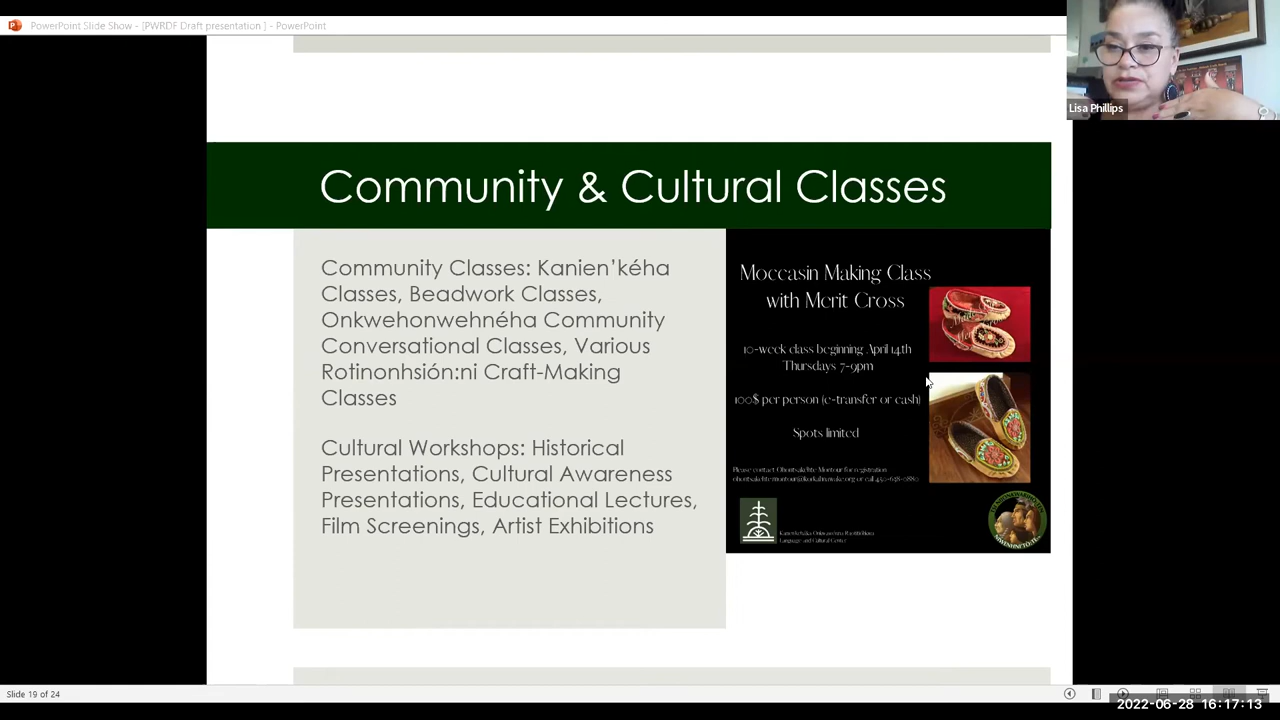 PowerPoint Slide Show - [PWRDF Draft presentation ] - PowerPoint
Lisa Phillips
Community & Cultural Classes
Community Classes: Kanien’kéha
Classes, Beadwork Classes,
Onkwehonwehnéha Community
Conversational Classes, Various
Rotinonhsión:ni Craft-Making
Classes
Cultural Workshops: Historical
Presentations, Cultural Awareness
Presentations, Educational Lectures,
Film Screenings, Artist Exhibitions
Moccasin Making Class
with Merit Cross
10-week class beginning April 14th
Thursdays 7-9pm
100$ per person (e-transfer or cash)
Spots limited
Please contact Ohontsakéhte Montour for registration
Language and Cultural Center
Slide 19 of 24
2022-06-28 16:17:13